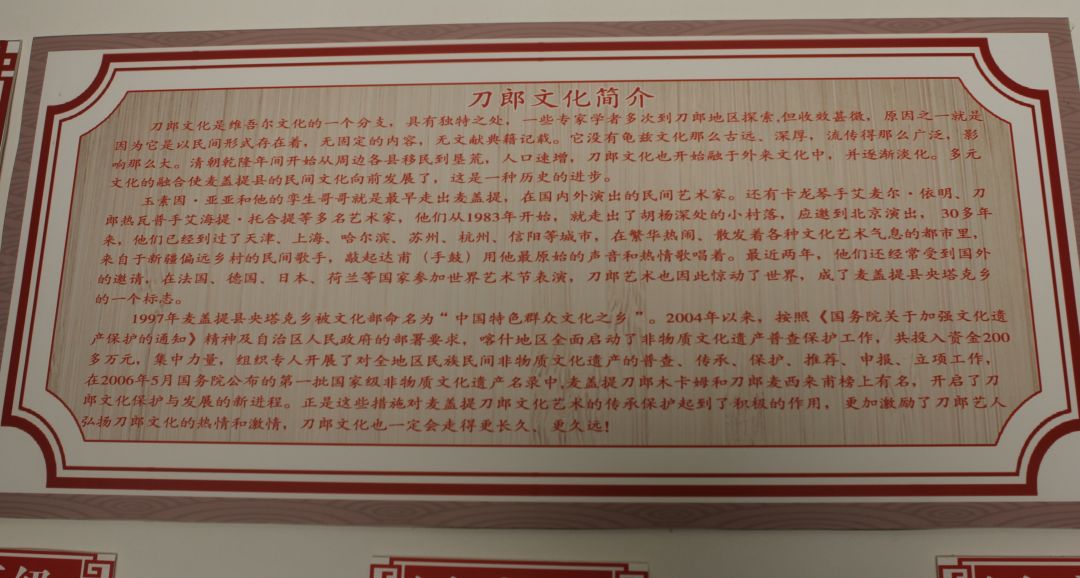 刀郎文化简介
刀郎文化是维吾尔文化的一个分支，具有独特之处，一些专家学者多次到刀郎地区探索，但收效甚微，原因之一就是
因为它是以民间形式存在着，无固定的内容，无文献典籍记载。它没有龟兹文化那么古远、深厚，流传得那么广泛，影
响那么大。清朝乾隆年间开始从周边各县移民到垦荒，人口速增，刀郎文化也开始融于外来文化中，并逐渐淡化。多元
文化的融合使麦盖提县的民间文化向前发展了，这是一种历史的进步。
玉素因·亚亚和他的孪生哥哥就是最早走出麦盖提，在国内外演出的民间艺术家。还有卡龙琴手艾麦尔·依明、刀
郎热瓦普手艾海提·托合提等多名艺术家，他们从1983年开始，就走出了胡杨深处的小村落，应邀到北京演出，30多年
来，他们已经到过了天津、上海、哈尔滨、苏州、杭州、信阳等城市，在繁华热闹、散发着各种文化艺术气息的都市里，
来自于新疆偏远乡村的民间歌手，敲起达甫（手鼓）用他最原始的声音和热情歌唱着。最近两年，他们还经常受到国外
的邀请，在法国、德国、日本、荷兰等国家参加世界艺术节表演，刀郎艺术也因此惊动了世界，成了麦盖提县央塔克乡
的一个标志。
1997年麦盖提县央塔克乡被文化部命名为“中国特色群众文化之乡”。2004年以来，按照《国务院关于加强文化遗
产保护的通知》精神及自治区人民政府的部署要求，喀什地区全面启动了非物质文化遗产普查保护工作，共投入资金200
多万元，集中力量，组织专人开展了对全地区民族民间非物质文化遗产的普查、传承、保护、推荐、申报、立项工作，
在2006年5月国务院公布的第一批国家级非物质文化遗产名录中，麦盖提刀郎木卡姆和刀郎麦西来甫榜上有名，开启了刀
郎文化保护与发展的新进程。正是这些措施对麦盖提刀郎文化艺术的传承保护起到了积极的作用，更加激励了刀郎艺人
弘扬刀郎文化的热情和激情，刀郎文化也一定会走得更长久、更久远！